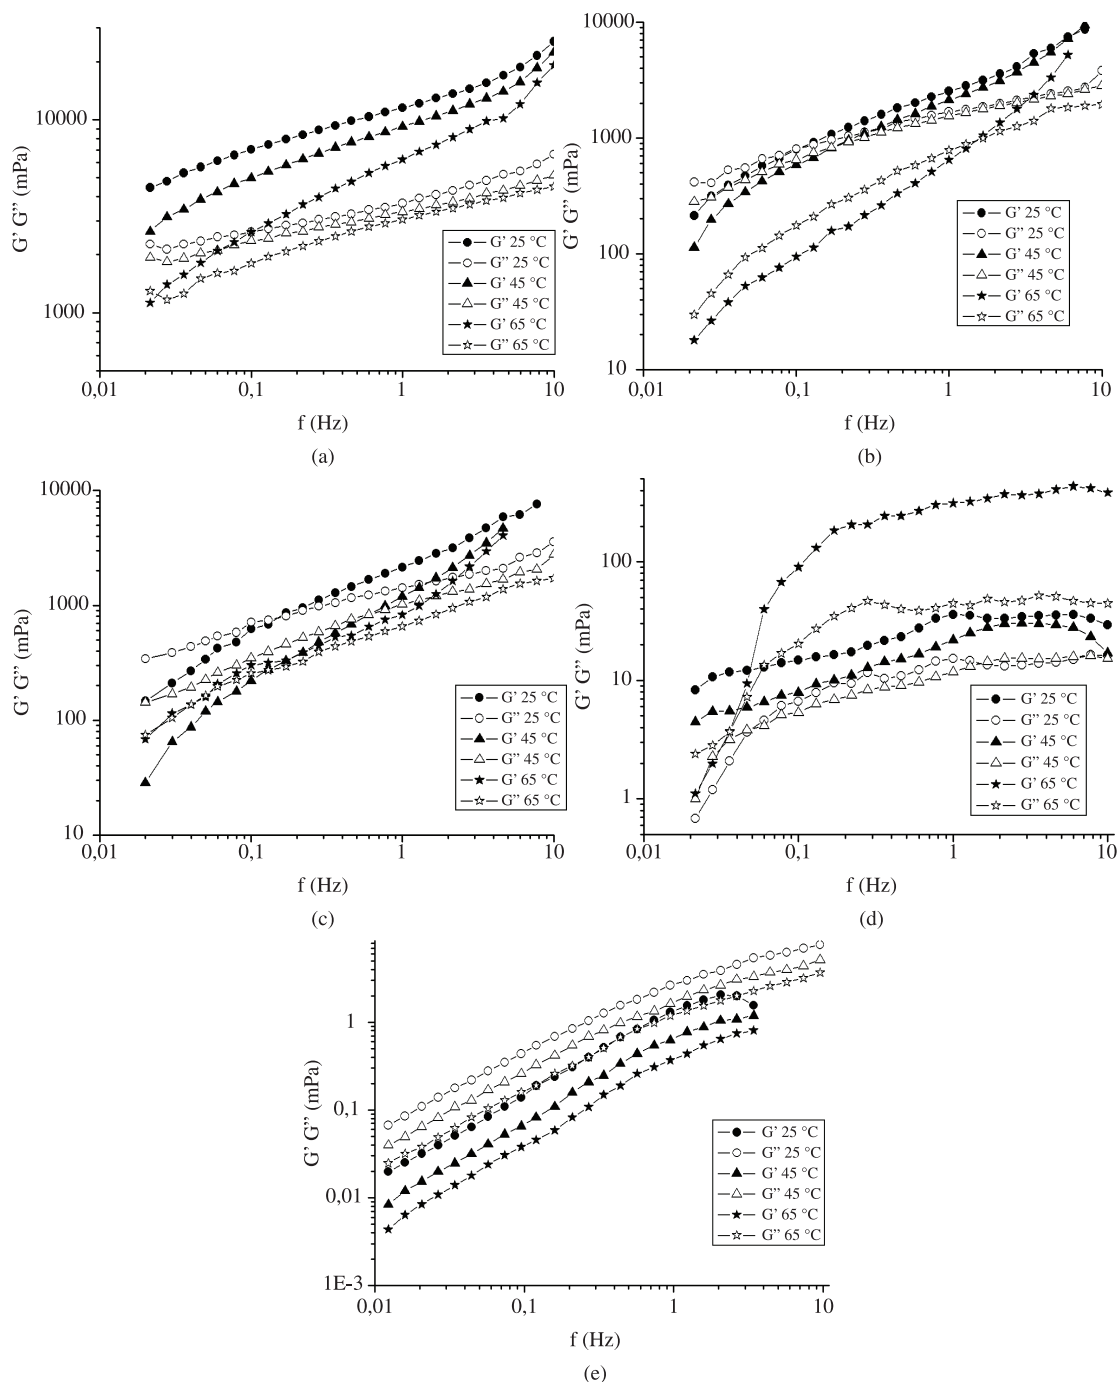 10000
1000
G' G" (mPa)
0,01
0,1
1
10
f (Hz)
(a)
G' 25 °C
G" 25 °C
G' 45 °C
G" 45 °C
G' 65 °C
G" 65 °C
10000
1000
100
10
G' G" (mPa)
0,01
0,1
1
10
f (Hz)
(b)
G' 25 °C
G" 25 °C
G' 45 °C
G" 45 °C
G' 65 °C
G" 65 °C
10000
1000
100
10
G' G" (mPa)
0,01
0,1
1
10
f (Hz)
(c)
G' 25 °C
G" 25 °C
G' 45 °C
G" 45 °C
G' 65 °C
G" 65 °C
100
10
1
G' G" (mPa)
0,01
0,1
1
10
f (Hz)
(d)
G' 25 °C
G" 25 °C
G' 45 °C
G" 45 °C
G' 65 °C
G" 65 °C
1
0,1
0,01
1E-3
G' G" (mPa)
0,01
0,1
1
10
f (Hz)
(e)
G' 25 °C
G" 25 °C
G' 45 °C
G" 45 °C
G' 65 °C
G" 65 °C